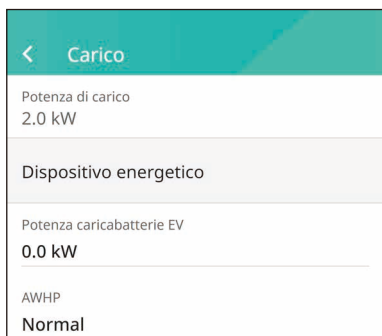 Carico
Potenza di carico
2.0 kW
Dispositivo energetico
Potenza caricabatterie EV
0.0 kW
AWHP
Normal